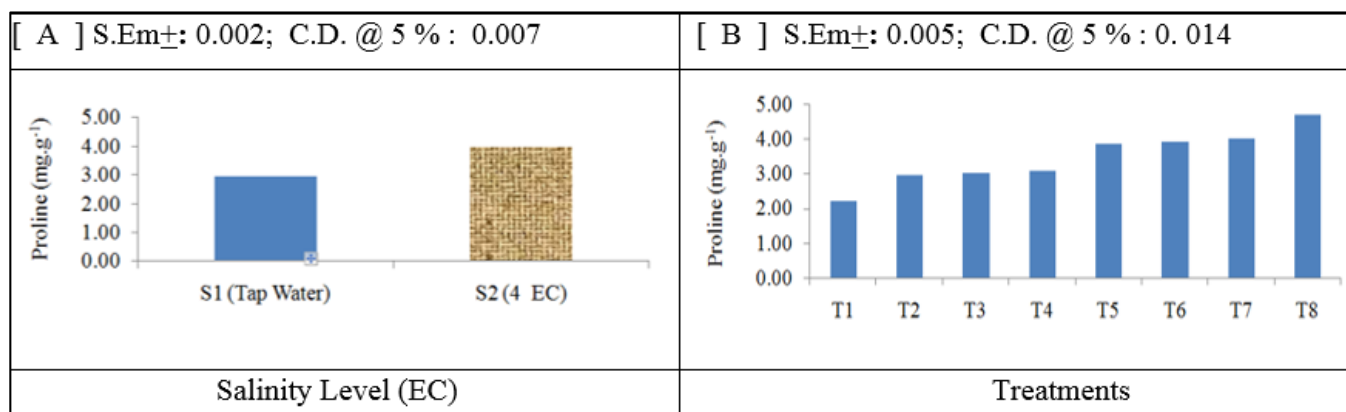 [ A ] S.Em±: 0.002; C.D. @ 5 % : 0.007
5.00
4.00
3.00
2.00
1.00
0.00
Proline (mg.g⁻¹)
S1 (Tap Water)
S2 (4 EC)
Salinity Level (EC)
[ B ] S.Em±: 0.005; C.D. @ 5 % : 0. 014
5.00
4.00
3.00
2.00
1.00
0.00
Proline (mg.g⁻¹)
T1 T2 T3 T4 T5 T6 T7 T8
Treatments